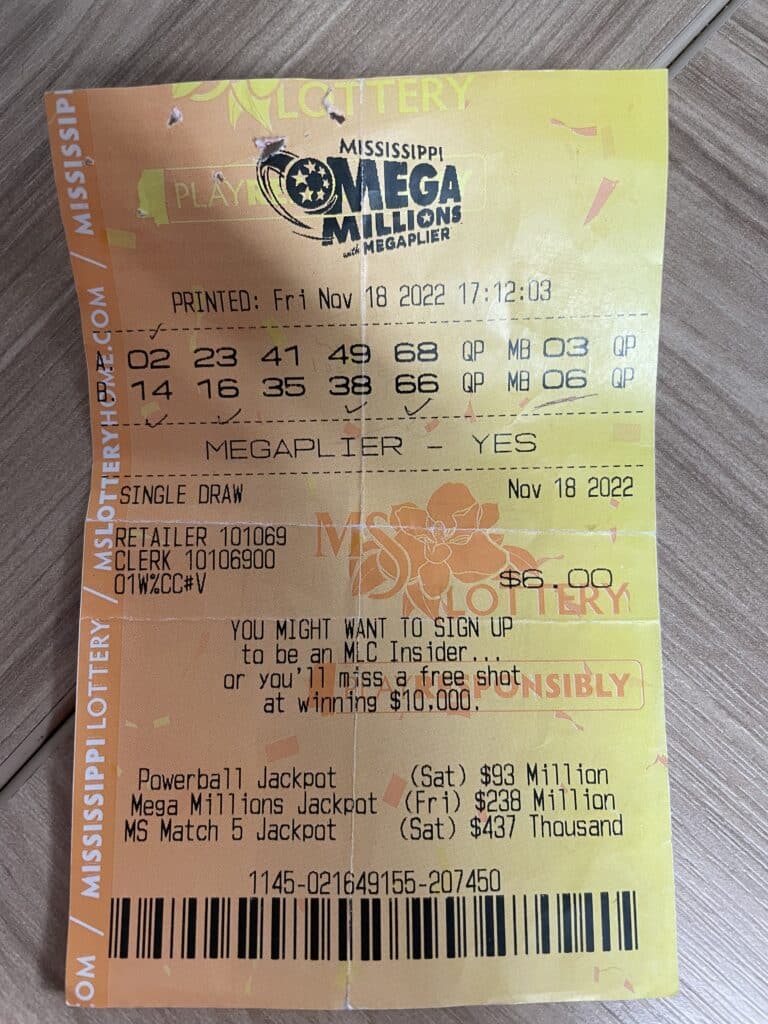 LOTTERY
MISSISSIPPI
MEGA
MILLIONS
with MEGAPLIER
PLAY
PRINTED: Fri Nov 18 2022 17:12:03
A. 02 23 41 49 68 QP MB 03 QP
B. 14 16 35 38 66 QP MB 06 QP
MEGAPLIER - YES
SINGLE DRAW Nov 18 2022
RETAILER 101069
CLERK 10106900
01W%CC#V
$6.00
MS
LOTTERY
YOU MIGHT WANT TO SIGN UP
to be an MLC Insider...
or you'll miss a free shot
at winning $10,000.
PLAY RESPONSIBLY
Powerball Jackpot (Sat) $93 Million
Mega Millions Jackpot (Fri) $238 Million
MS Match 5 Jackpot (Sat) $437 Thousand
1145-021649155-207450
OM / MISSISSIPPI LOTTERY / MSLOTTERYHOME.COM / MISSISSIPPI